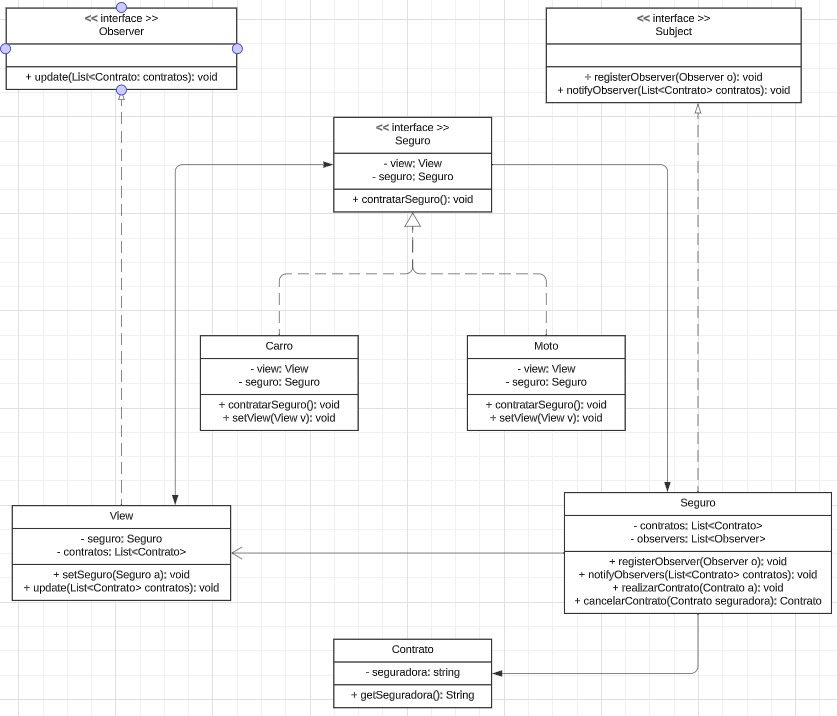 << interface >>
Observer
+ update(List<Contrato: contratos): void
<< interface >>
Subject
+ registerObserver(Observer o): void
+ notifyObserver(List<Contrato> contratos): void
<< interface >>
Seguro
- view: View
- seguro: Seguro
+ contratarSeguro(): void
Carro
- view: View
- seguro: Seguro
+ contratarSeguro(): void
+ setView(View v): void
Moto
- view: View
- seguro: Seguro
+ contratarSeguro(): void
+ setView(View v): void
View
- seguro: Seguro
- contratos: List<Contrato>
+ setSeguro(Seguro a): void
+ update(List<Contrato> contratos): void
Seguro
- contratos: List<Contrato>
- observers: List<Observer>
+ registerObserver(Observer o): void
+ notifyObservers(List<Contrato> contratos): void
+ realizarContrato(Contrato a): void
+ cancelarContrato(Contrato seguradora): Contrato
Contrato
- seguradora: string
+ getSeguradora(): String